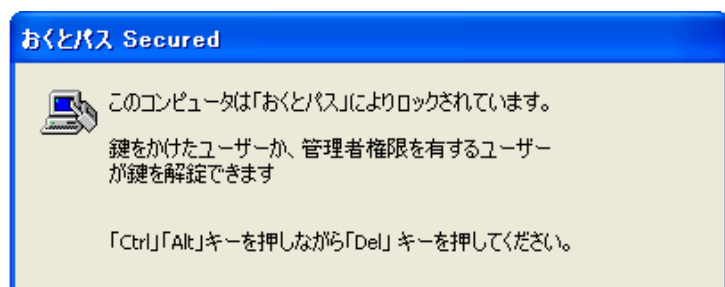 おくとパス Secured
このコンピュータは「おくとパス」によりロックされています。
鍵をかけたユーザーか、管理者権限を有するユーザー
が鍵を解錠できます
「Ctrl」「Alt」キーを押しながら「Del」 キーを押してください。